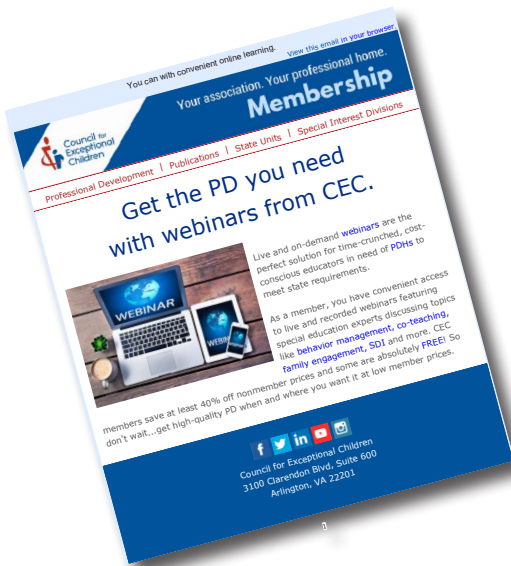 You can with convenient online learning.
View this email in your browser
Your association. Your professional home.
Membership
Council for
Exceptional
Children
Professional Development | Publications | State Units | Special Interest Divisions
Get the PD you need
with webinars from CEC.
Live and on-demand webinars are the
perfect solution for time-crunched, cost-
conscious educators in need of PDHs to
meet state requirements.
WEBINAR
As a member, you have convenient access
to live and recorded webinars featuring
special education experts discussing topics
like behavior management, co-teaching,
family engagement, SDI and more. CEC
members save at least 40% off nonmember prices and some are absolutely FREE! So
don't wait...get high-quality PD when and where you want it at low member prices.
Council for Exceptional Children
3100 Clarendon Blvd, Suite 600
Arlington, VA 22201